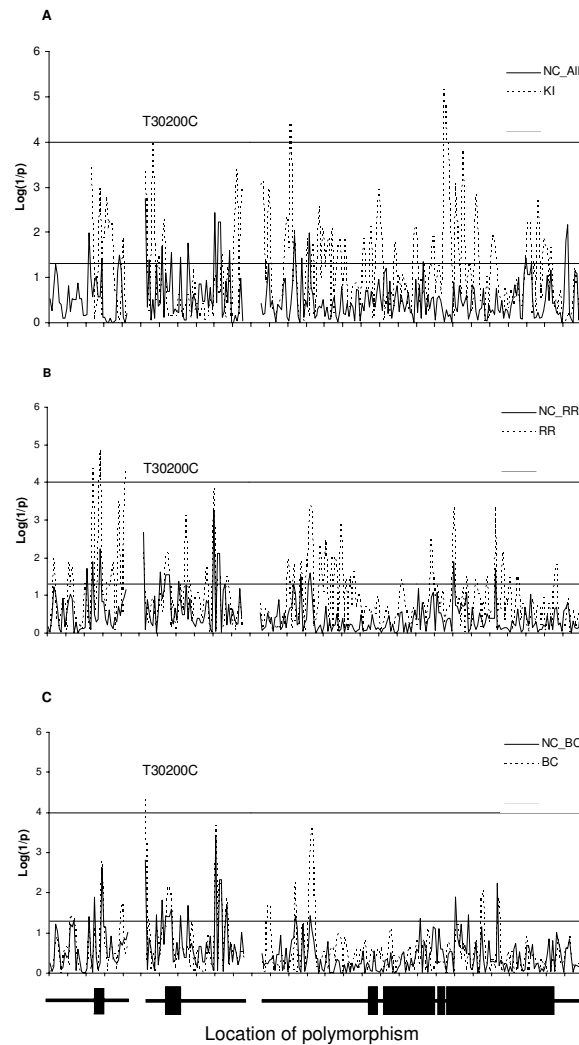 A
6
5
4
3
2
1
0
Log(1/p)
T30200C
NC_All
KI
B
6
5
4
3
2
1
0
Log(1/p)
T30200C
NC_RR
RR
C
6
5
4
3
2
1
0
Log(1/p)
T30200C
NC_BC
BC
Location of polymorphism